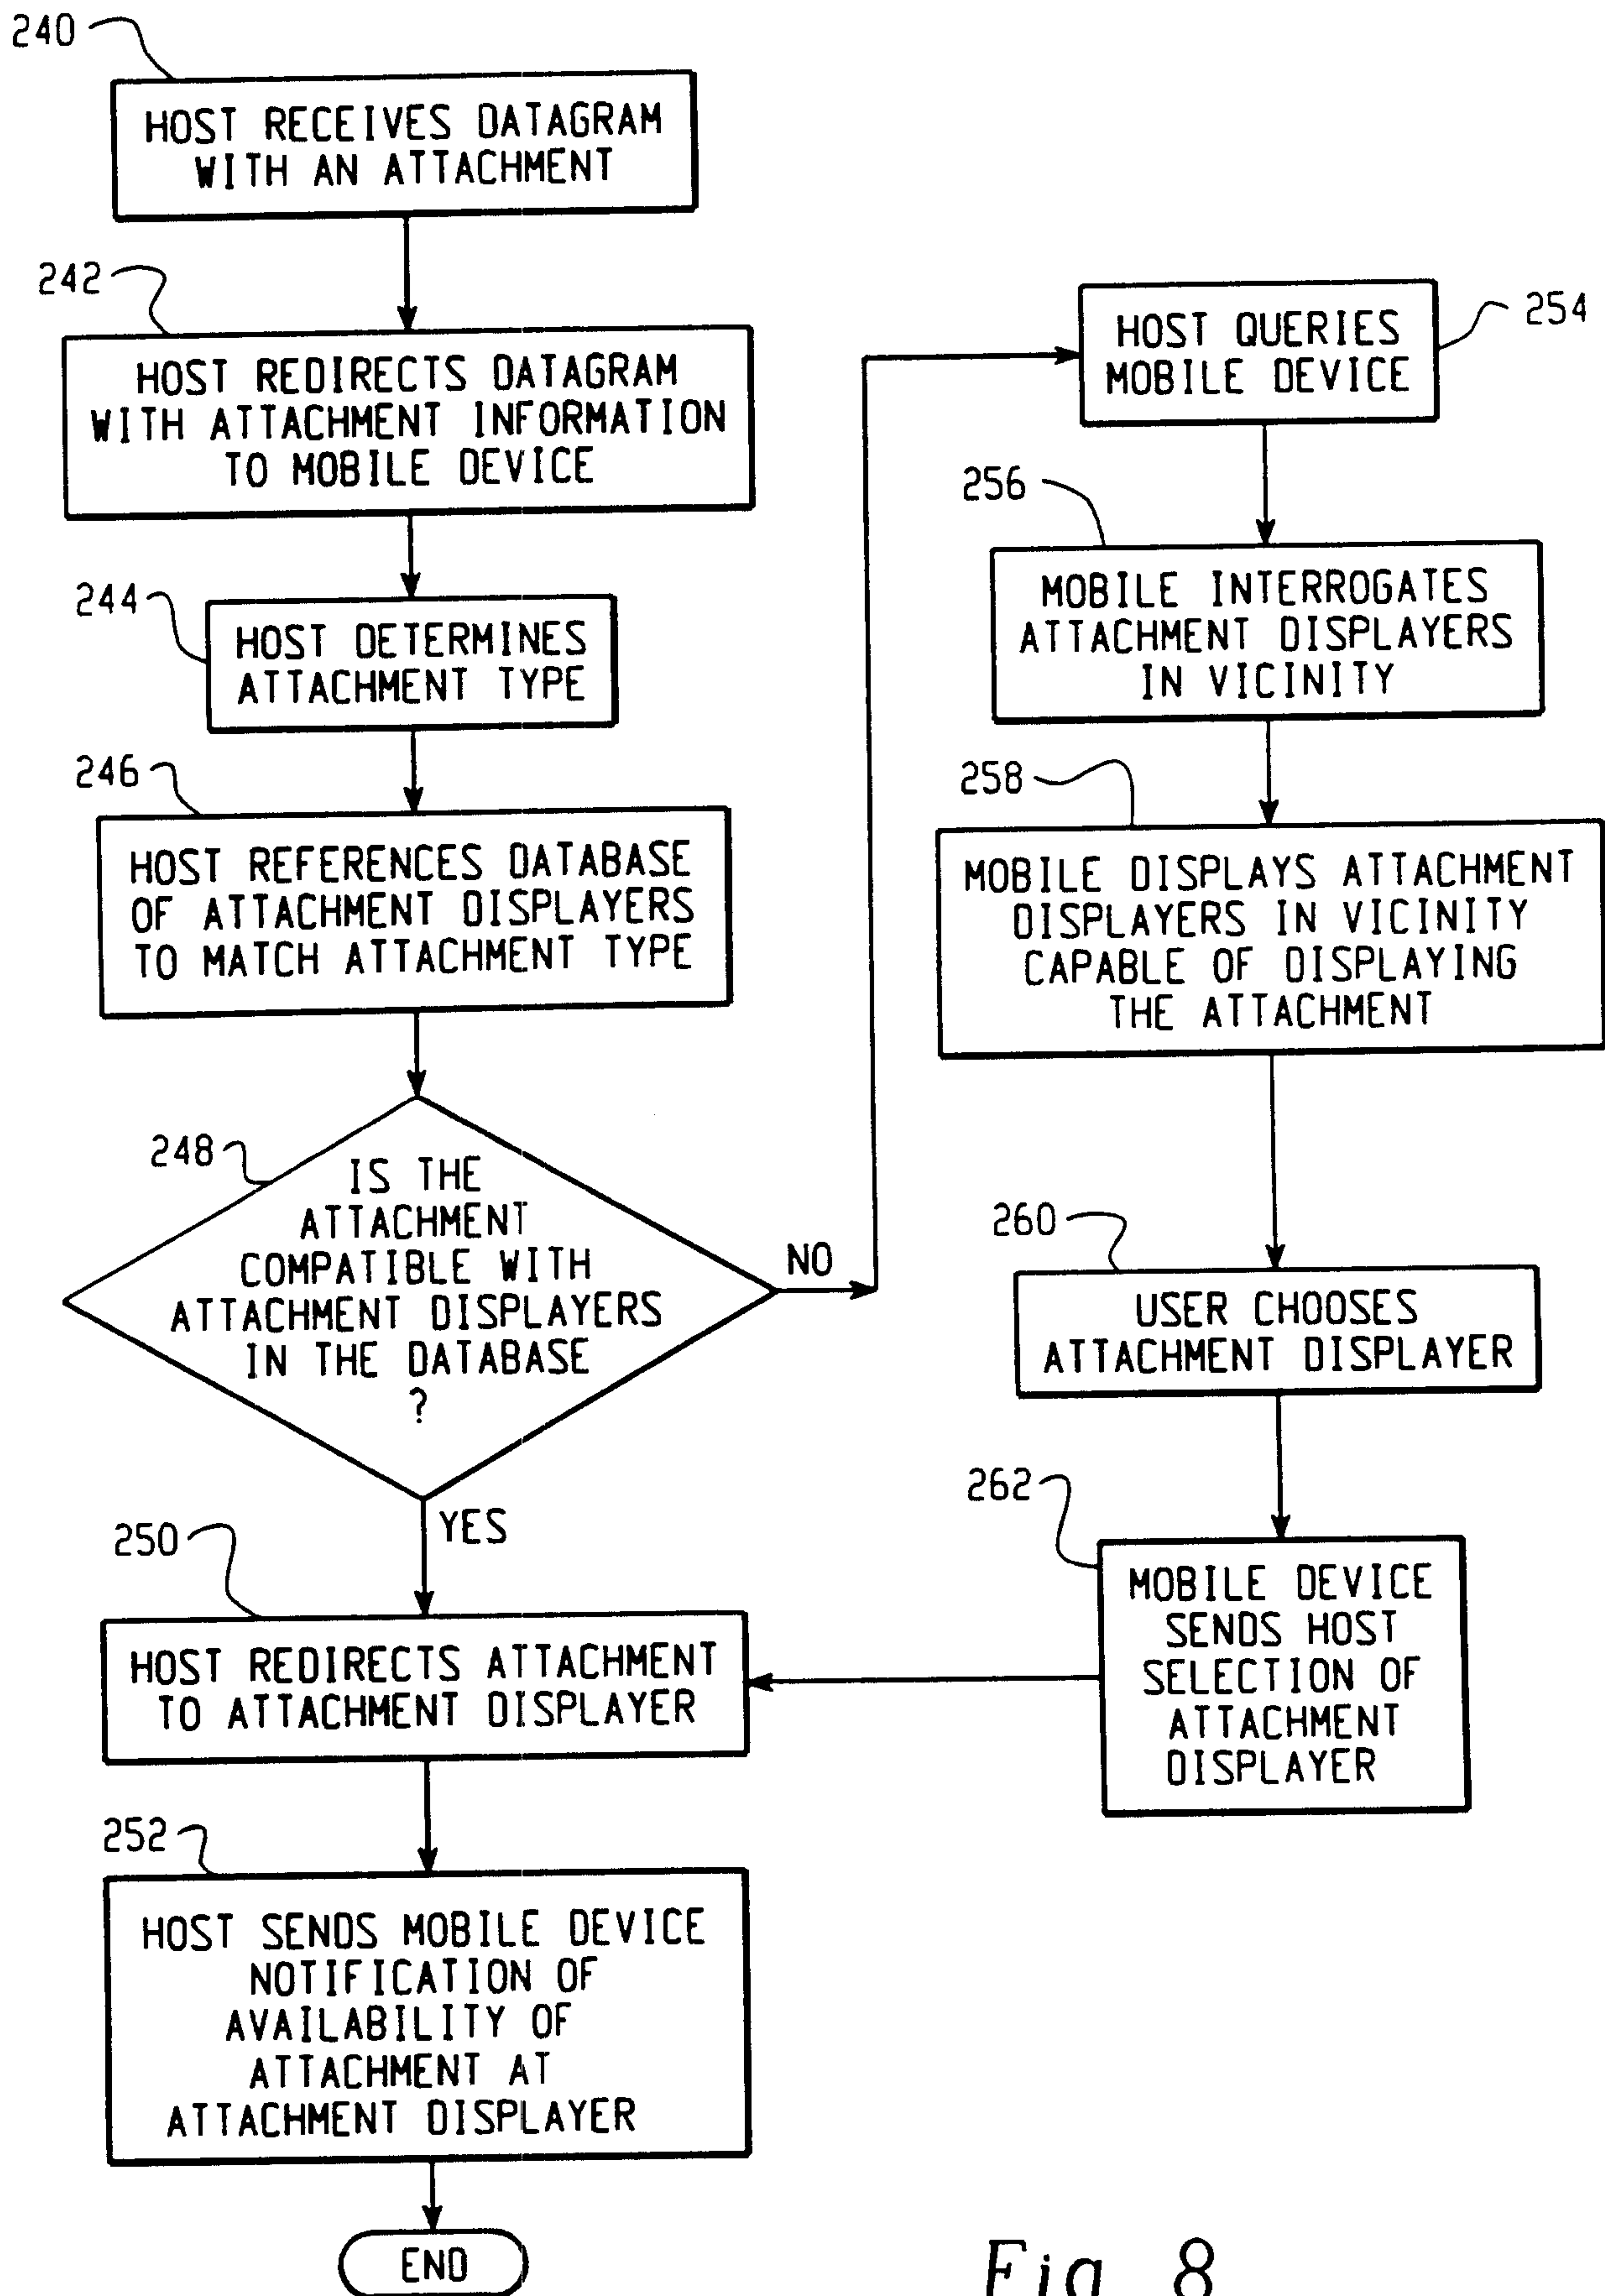 240
HOST RECEIVES DATAGRAM
WITH AN ATTACHMENT
242
HOST REDIRECTS DATAGRAM
WITH ATTACHMENT INFORMATION
TO MOBILE DEVICE
244
HOST DETERMINES
ATTACHMENT TYPE
246
HOST REFERENCES DATABASE
OF ATTACHMENT DISPLAYERS
TO MATCH ATTACHMENT TYPE
248
IS THE
ATTACHMENT
COMPATIBLE WITH
ATTACHMENT DISPLAYERS
IN THE DATABASE
?
NO
YES
250
HOST REDIRECTS ATTACHMENT
TO ATTACHMENT DISPLAYER
252
HOST SENDS MOBILE DEVICE
NOTIFICATION OF
AVAILABILITY OF
ATTACHMENT AT
ATTACHMENT DISPLAYER
END
254
HOST QUERIES
MOBILE DEVICE
256
MOBILE INTERROGATES
ATTACHMENT DISPLAYERS
IN VICINITY
258
MOBILE DISPLAYS ATTACHMENT
DISPLAYERS IN VICINITY
CAPABLE OF DISPLAYING
THE ATTACHMENT
260
USER CHOOSES
ATTACHMENT DISPLAYER
262
MOBILE DEVICE
SENDS HOST
SELECTION OF
ATTACHMENT
DISPLAYER
Fig 8